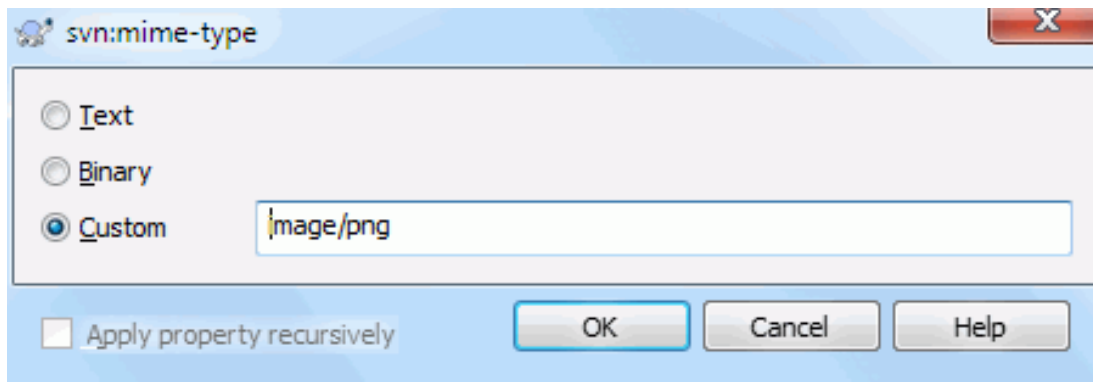 svn:mime-type
Text
Binary
Custom
image/png
Apply property recursively
OK
Cancel
Help